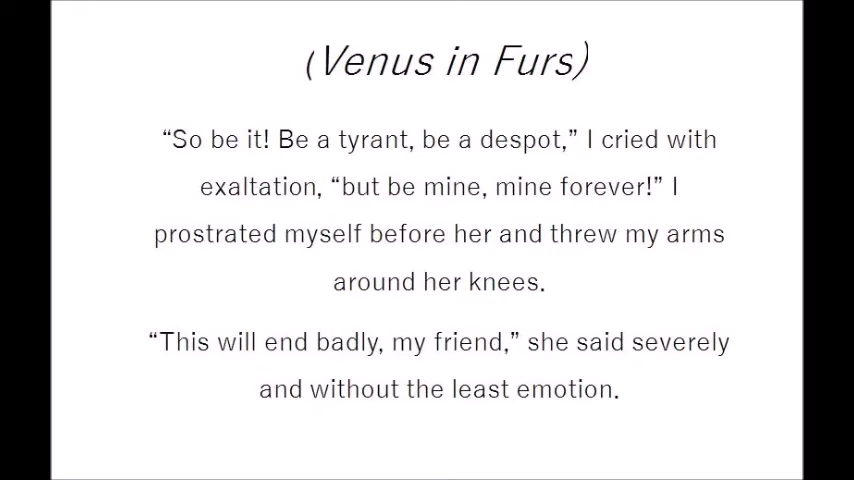 (Venus in Furs)
“So be it! Be a tyrant, be a despot,” I cried with
exaltation, “but be mine, mine forever!” I
prostrated myself before her and threw my arms
around her knees.
“This will end badly, my friend,” she said severely
and without the least emotion.